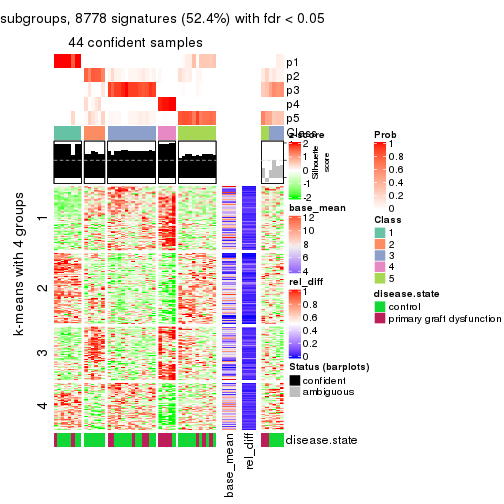 subgroups, 8778 signatures (52.4%) with fdr < 0.05
44 confident samples
p1
p2
p3
p4
p5
Class
k-means with 4 groups
1
2
3
4
Silhouette
score
z-score
2
1
0
-1
-2
base_mean
12
10
8
6
4
rel_diff
1
0.8
0.6
0.4
0.2
0
Status (barplots)
confident
ambiguous
Prob
1
0.8
0.6
0.4
0.2
0
Class
1
2
3
4
5
disease.state
control
primary graft dysfunction
disease.state
base_mean
rel_diff